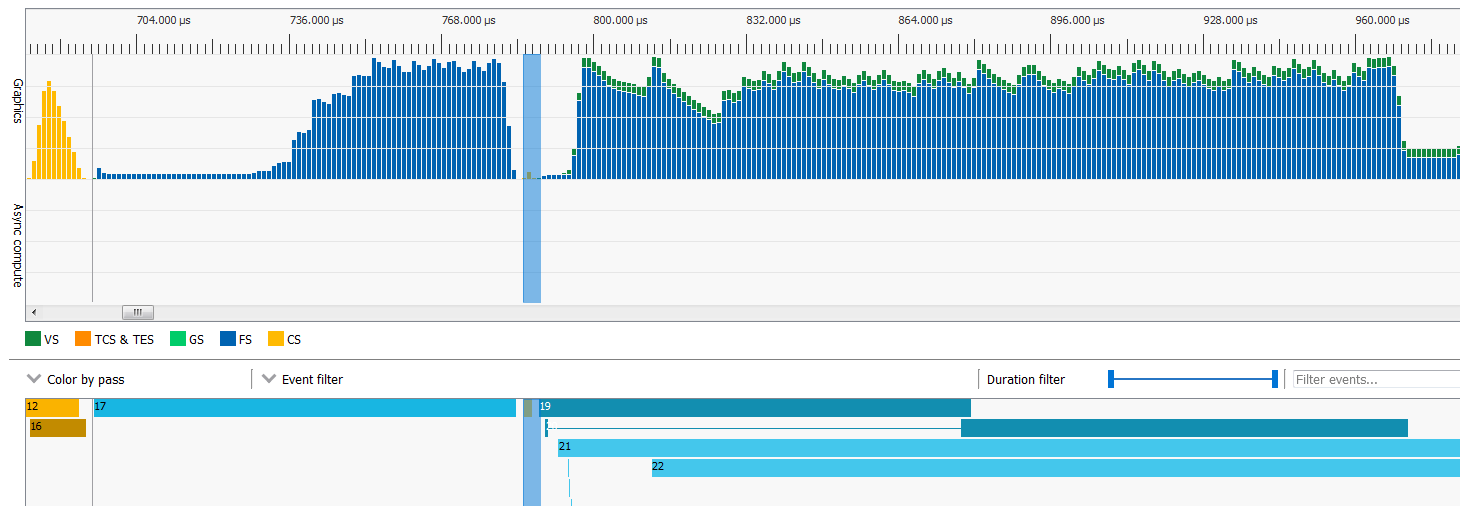 704.000 µs 736.000 µs 768.000 µs 800.000 µs 832.000 µs 864.000 µs 896.000 µs 928.000 µs 960.000 µs
Graphics
Async compute
VS TCS & TES GS FS CS
Color by pass Event filter Duration filter Filter events...
12 17 19
16
21
22